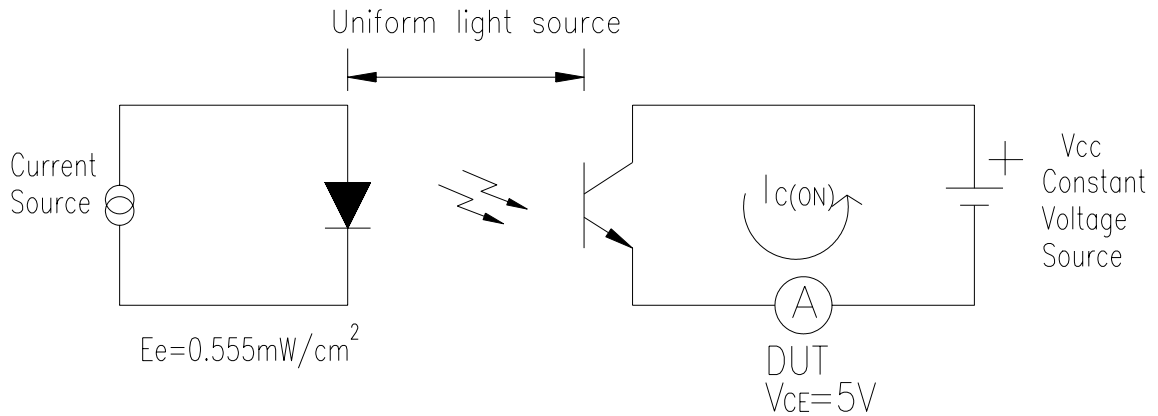 Uniform light source
Current
Source
IC(ON)
+
Vcc
Constant
Voltage
Source
A
Ee=0.555mW/cm²
DUT
VCE=5V